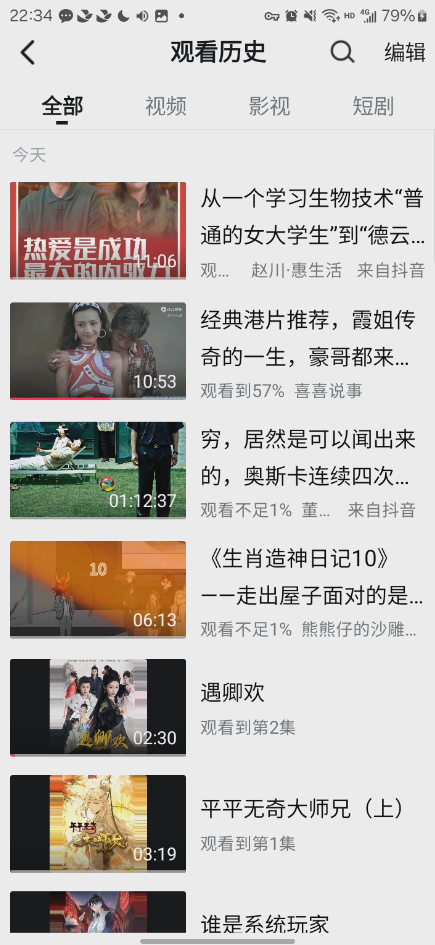 22:34
HD 4G 79%
观看历史
编辑
全部 视频 影视 短剧
今天
热爱是成功
最大的内驱力
11:06
从一个学习生物技术“普
通的女大学生”到“德云...
观... 赵川·惠生活 来自抖音
10:53
经典港片推荐，霞姐传
奇的一生，豪哥都来...
观看到57% 喜喜说事
01:12:37
穷，居然是可以闻出来
的，奥斯卡连续四次...
观看不足1% 董... 来自抖音
10
06:13
《生肖造神日记10》
——走出屋子面对的是...
观看不足1% 熊熊仔的沙雕...
遇卿欢
02:30
遇卿欢
观看到第2集
平平无奇
大师兄
03:19
平平无奇大师兄（上）
观看到第1集
谁是系统玩家